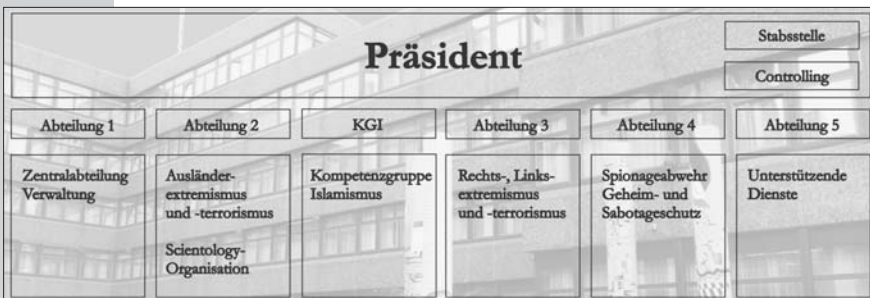 Präsident
Stabsstelle
Controlling
Abteilung 1
Abteilung 2
KGI
Abteilung 3
Abteilung 4
Abteilung 5
Zentralabteilung
Verwaltung
Ausländer-
extremismus
und -terrorismus
Scientology-
Organisation
Kompetenzgruppe
Islamismus
Rechts-, Links-
extremismus
und -terrorismus
Spionageabwehr
Geheim- und
Sabotageschutz
Unterstützende
Dienste